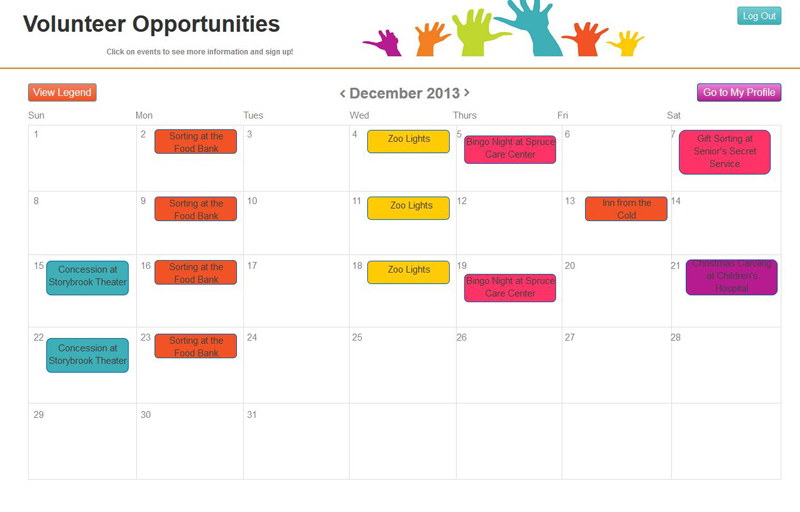 Volunteer Opportunities
Log Out
Click on events to see more information and sign up!
View Legend
‹ December 2013 ›
Go to My Profile
Sun Mon Tues Wed Thurs Fri Sat
1
2
Sorting at the
Food Bank
3
4
Zoo Lights
5
Bingo Night at Spruce
Care Center
6
7
Gift Sorting at
Senior's Secret
Service
8
9
Sorting at the
Food Bank
10
11
Zoo Lights
12
13
Inn from the
Cold
14
15
Concession at
Storybrook Theater
16
Sorting at the
Food Bank
17
18
Zoo Lights
19
Bingo Night at Spruce
Care Center
20
21
Christmas Caroling
at Children's
Hospital
22
Concession at
Storybrook Theater
23
Sorting at the
Food Bank
24
25
26
27
28
29
30
31